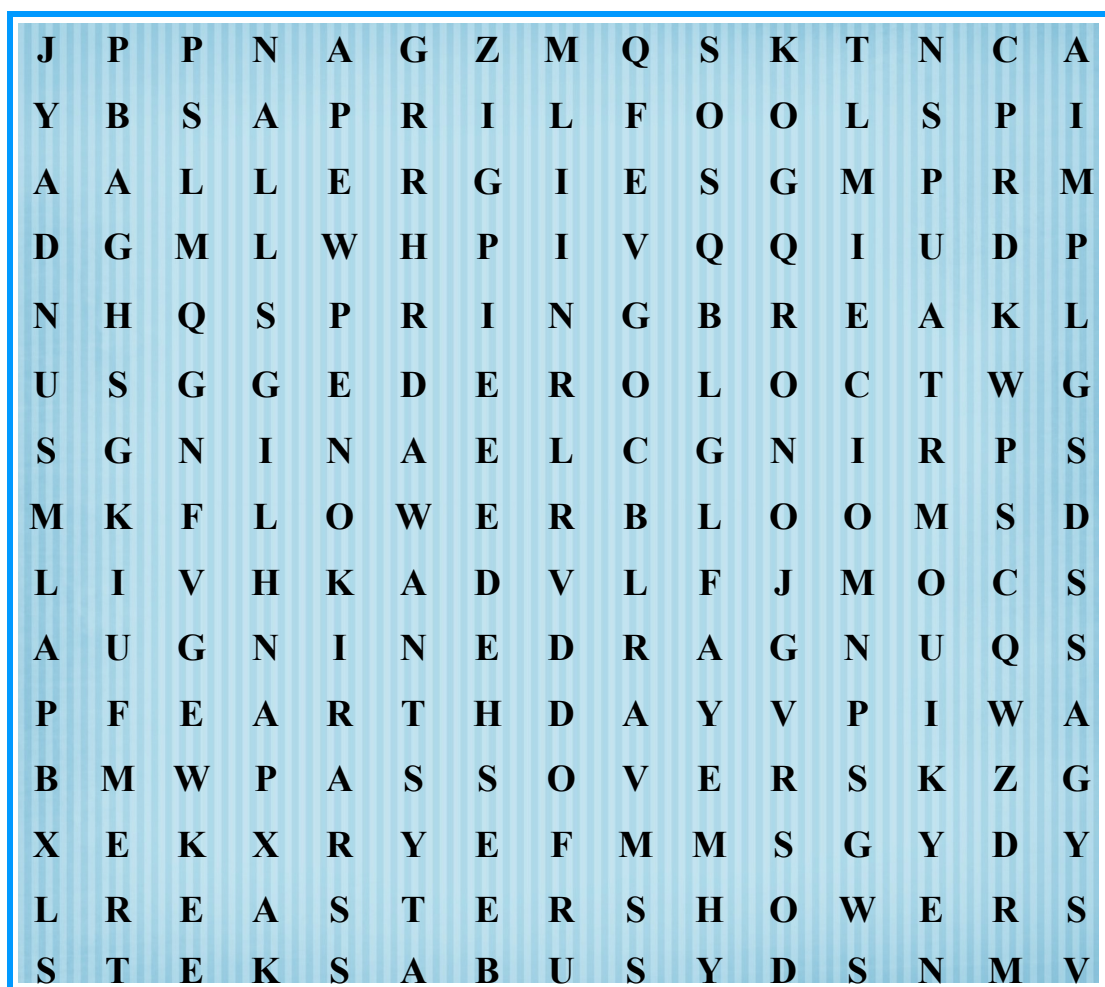 J P P N A G Z M Q S K T N C A
Y B S A P R I L F O O L S P I
A A L L E R G I E S G M P R M
D G M L W H P I V Q Q I U D P
N H Q S P R I N G B R E A K L
U S G G E D E R O L O C T W G
S G N I N A E L C G N I R P S
M K F L O W E R B L O O M S D
L I V H K A D V L F J M O C S
A U G N I N E D R A G N U Q S
P F E A R T H D A Y V P I W A
B M W P A S S O V E R S K Z G
X E K X R Y E F M M S G Y D Y
L R E A S T E R S H O W E R S
S T E K S A B U S Y D S N M V